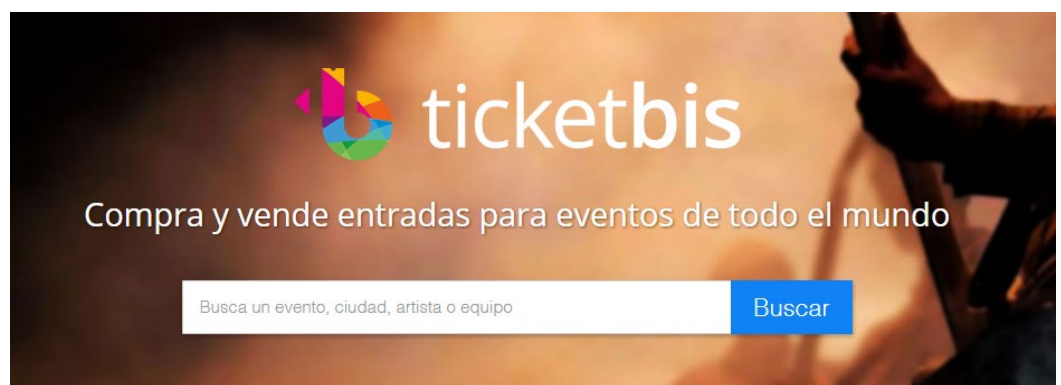 ticketbis
Compra y vende entradas para eventos de todo el mundo
Busca un evento, ciudad, artista o equipo
Buscar